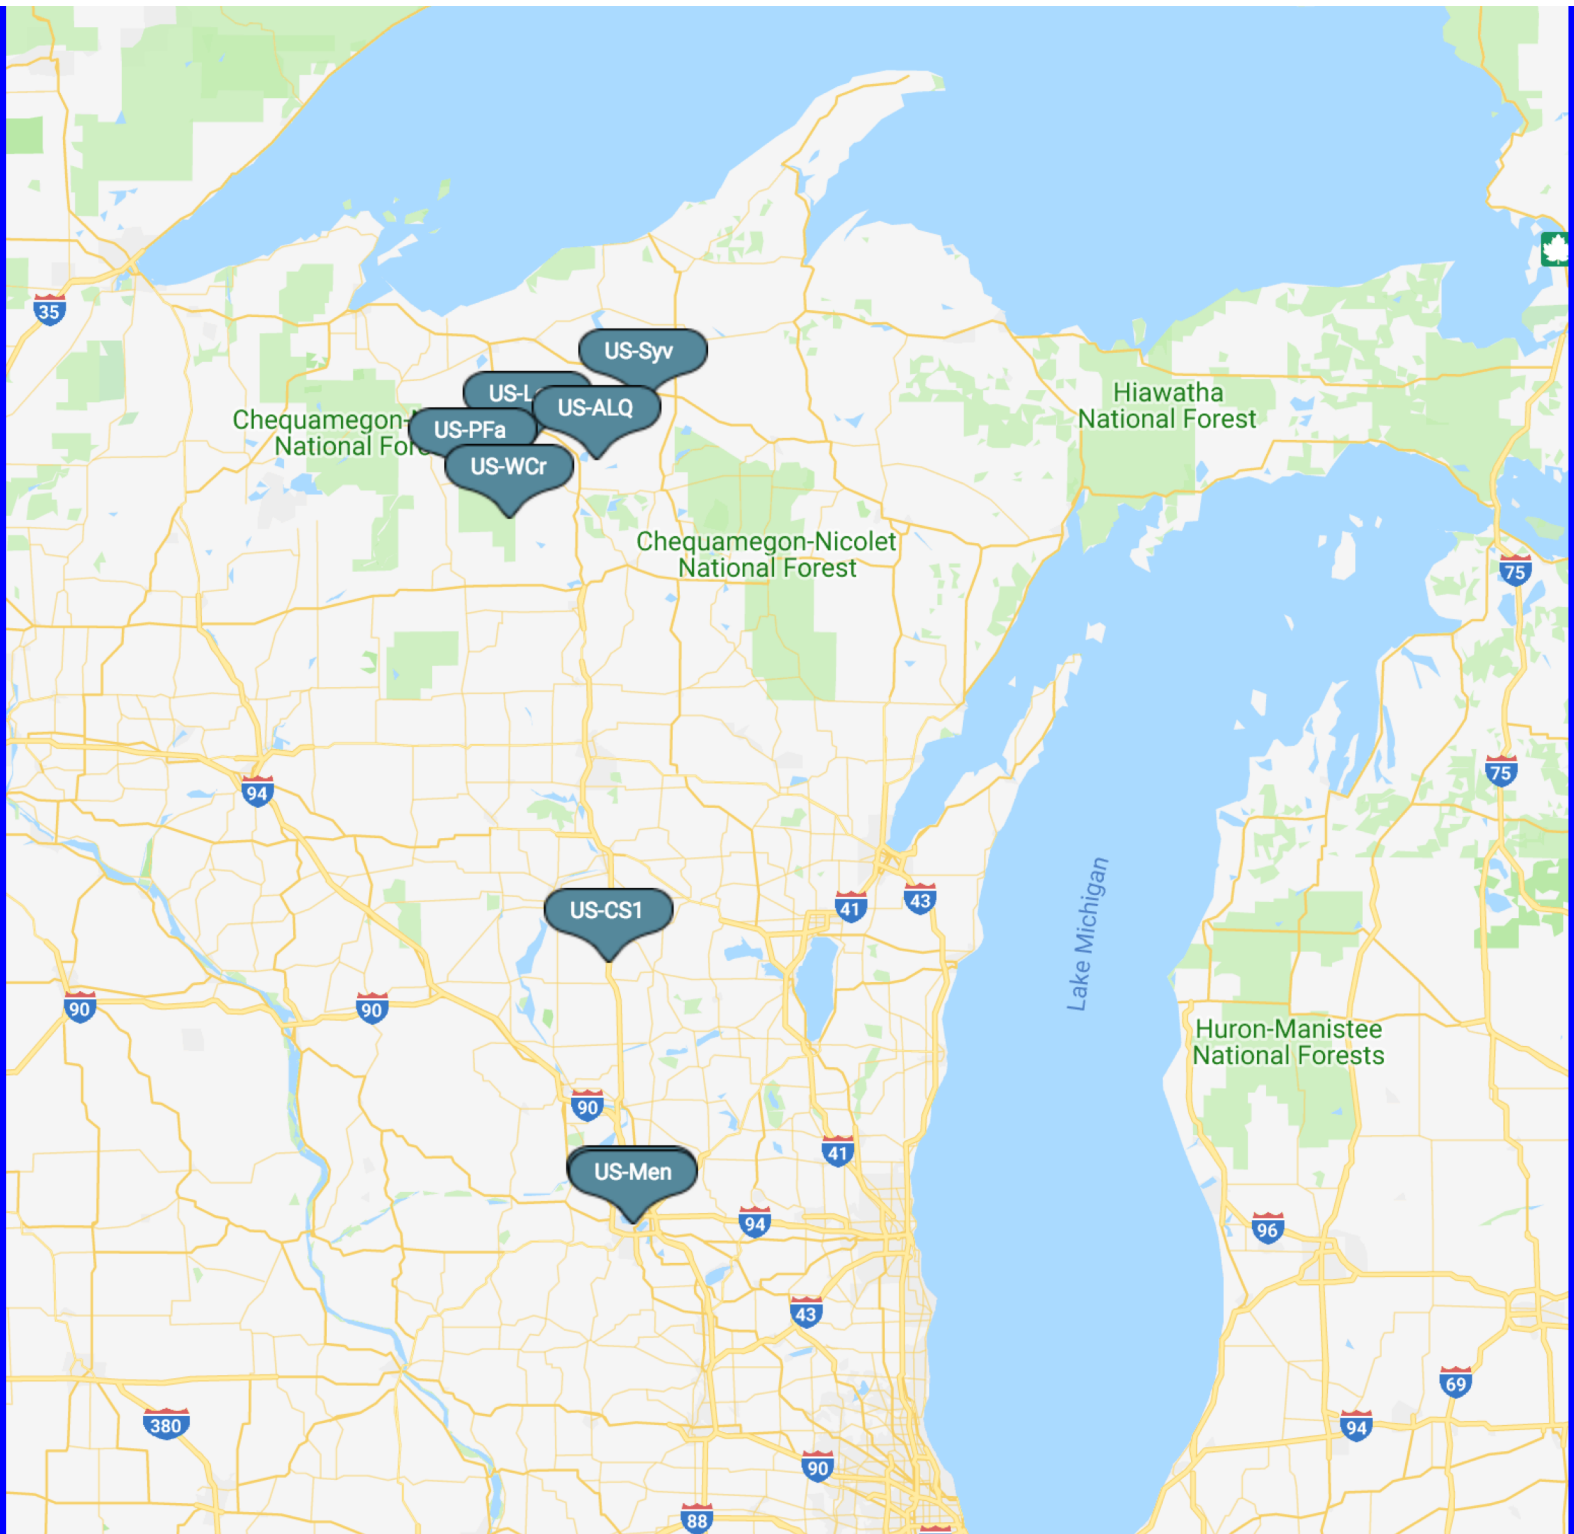 35
US-Syv
US-L
US-ALQ
Hiawatha
National Forest
Chequamegon-
National For
US-PFa
US-WCr
Chequamegon-Nicolet
National Forest
75
75
94
US-CS1
41
43
Lake Michigan
90
90
Huron-Manistee
National Forests
90
41
US-Men
94
96
43
69
380
94
90
88